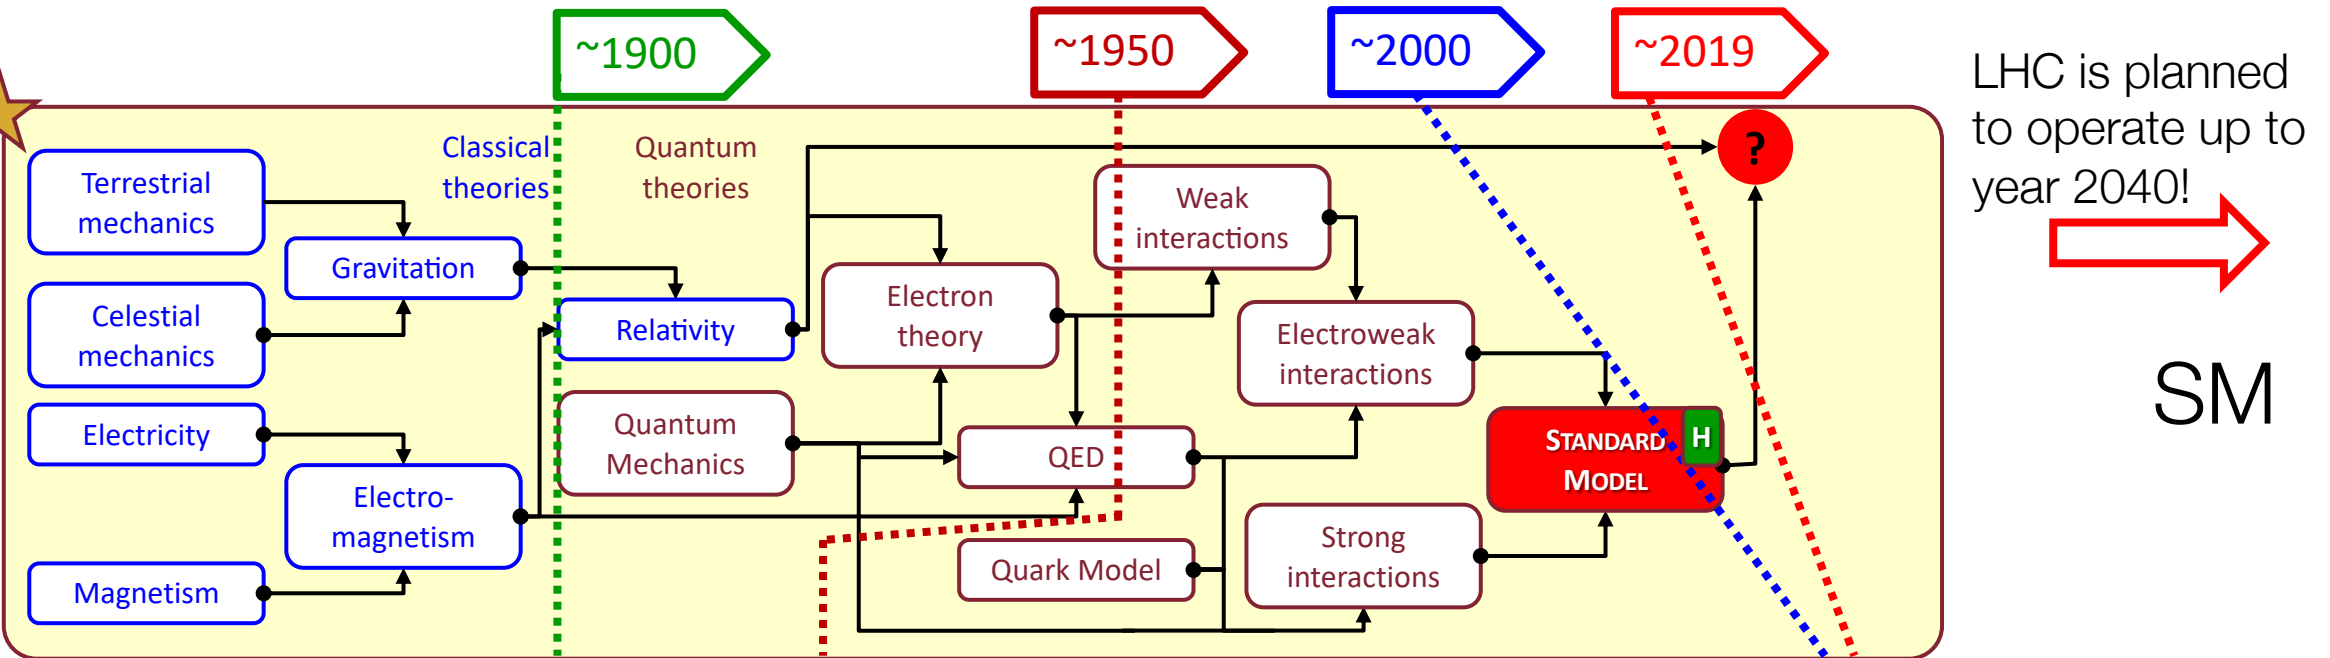 ~1900
~1950
~2000
~2019
LHC is planned
to operate up to
year 2040!
Classical
theories
Quantum
theories
?
Terrestrial
mechanics
Weak
interactions
Gravitation
Electron
theory
Celestial
mechanics
Relativity
Electroweak
interactions
SM
Electricity
Quantum
Mechanics
QED
STANDARD
MODEL
H
Electro-
magnetism
Strong
interactions
Quark Model
Magnetism